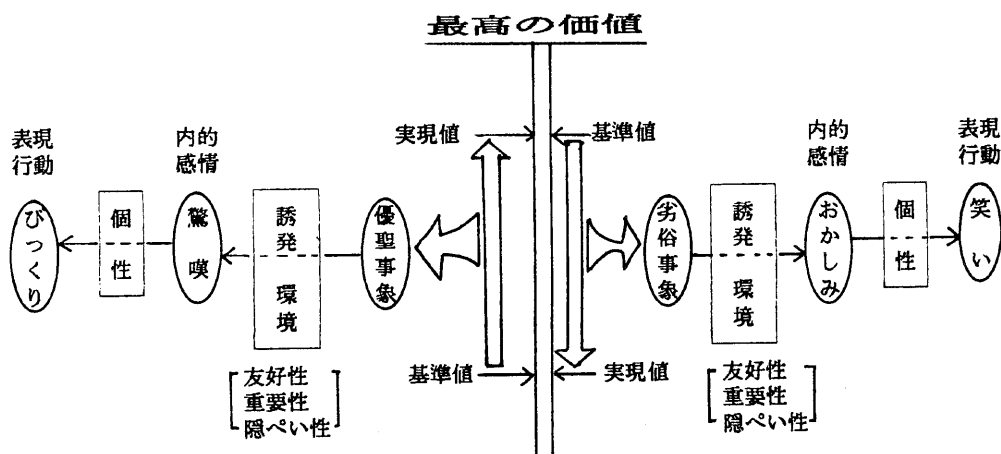 最高の価値
実現値
基準値
表現
行動
内的
感情
内的
感情
表現
行動
びっくり
個性
驚嘆
誘発環境
優聖事象
劣俗事象
誘発環境
おかしみ
個性
笑い
基準値
実現値
友好性
重要性
隠ぺい性
友好性
重要性
隠ぺい性